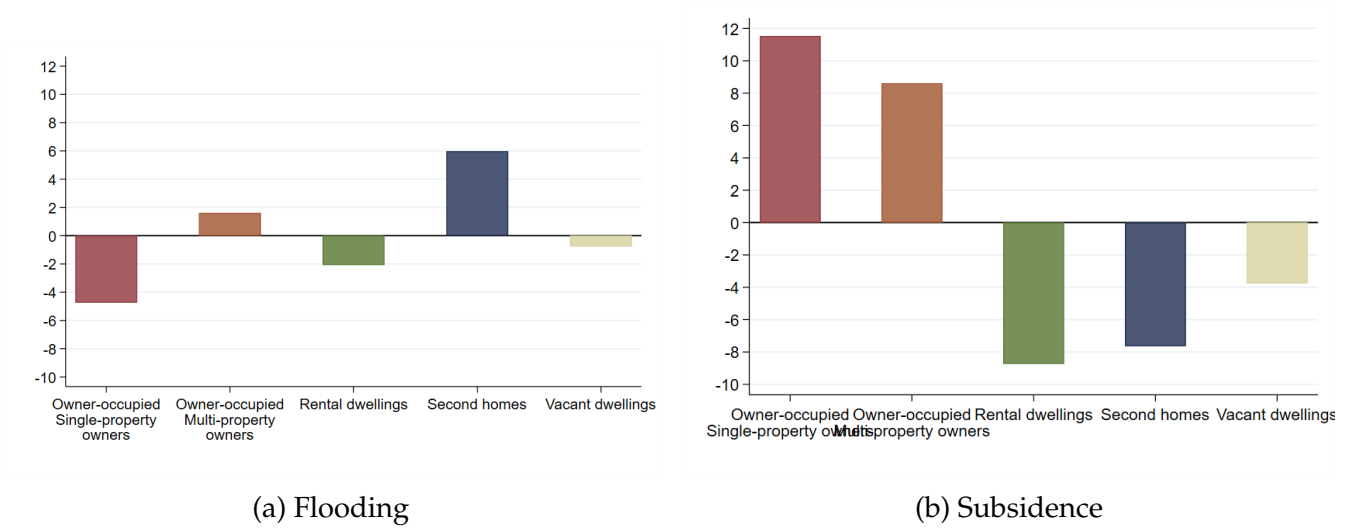 12
10
8
6
4
2
0
-2
-4
-6
-8
-10
Owner-occupied
Single-property
owners
Owner-occupied
Multi-property
owners
Rental dwellings
Second homes
Vacant dwellings
(a) Flooding
12
10
8
6
4
2
0
-2
-4
-6
-8
-10
Owner-occupied
Single-property owners
Owner-occupied
Multi-property owners
Rental dwellings
Second homes
Vacant dwellings
(b) Subsidence